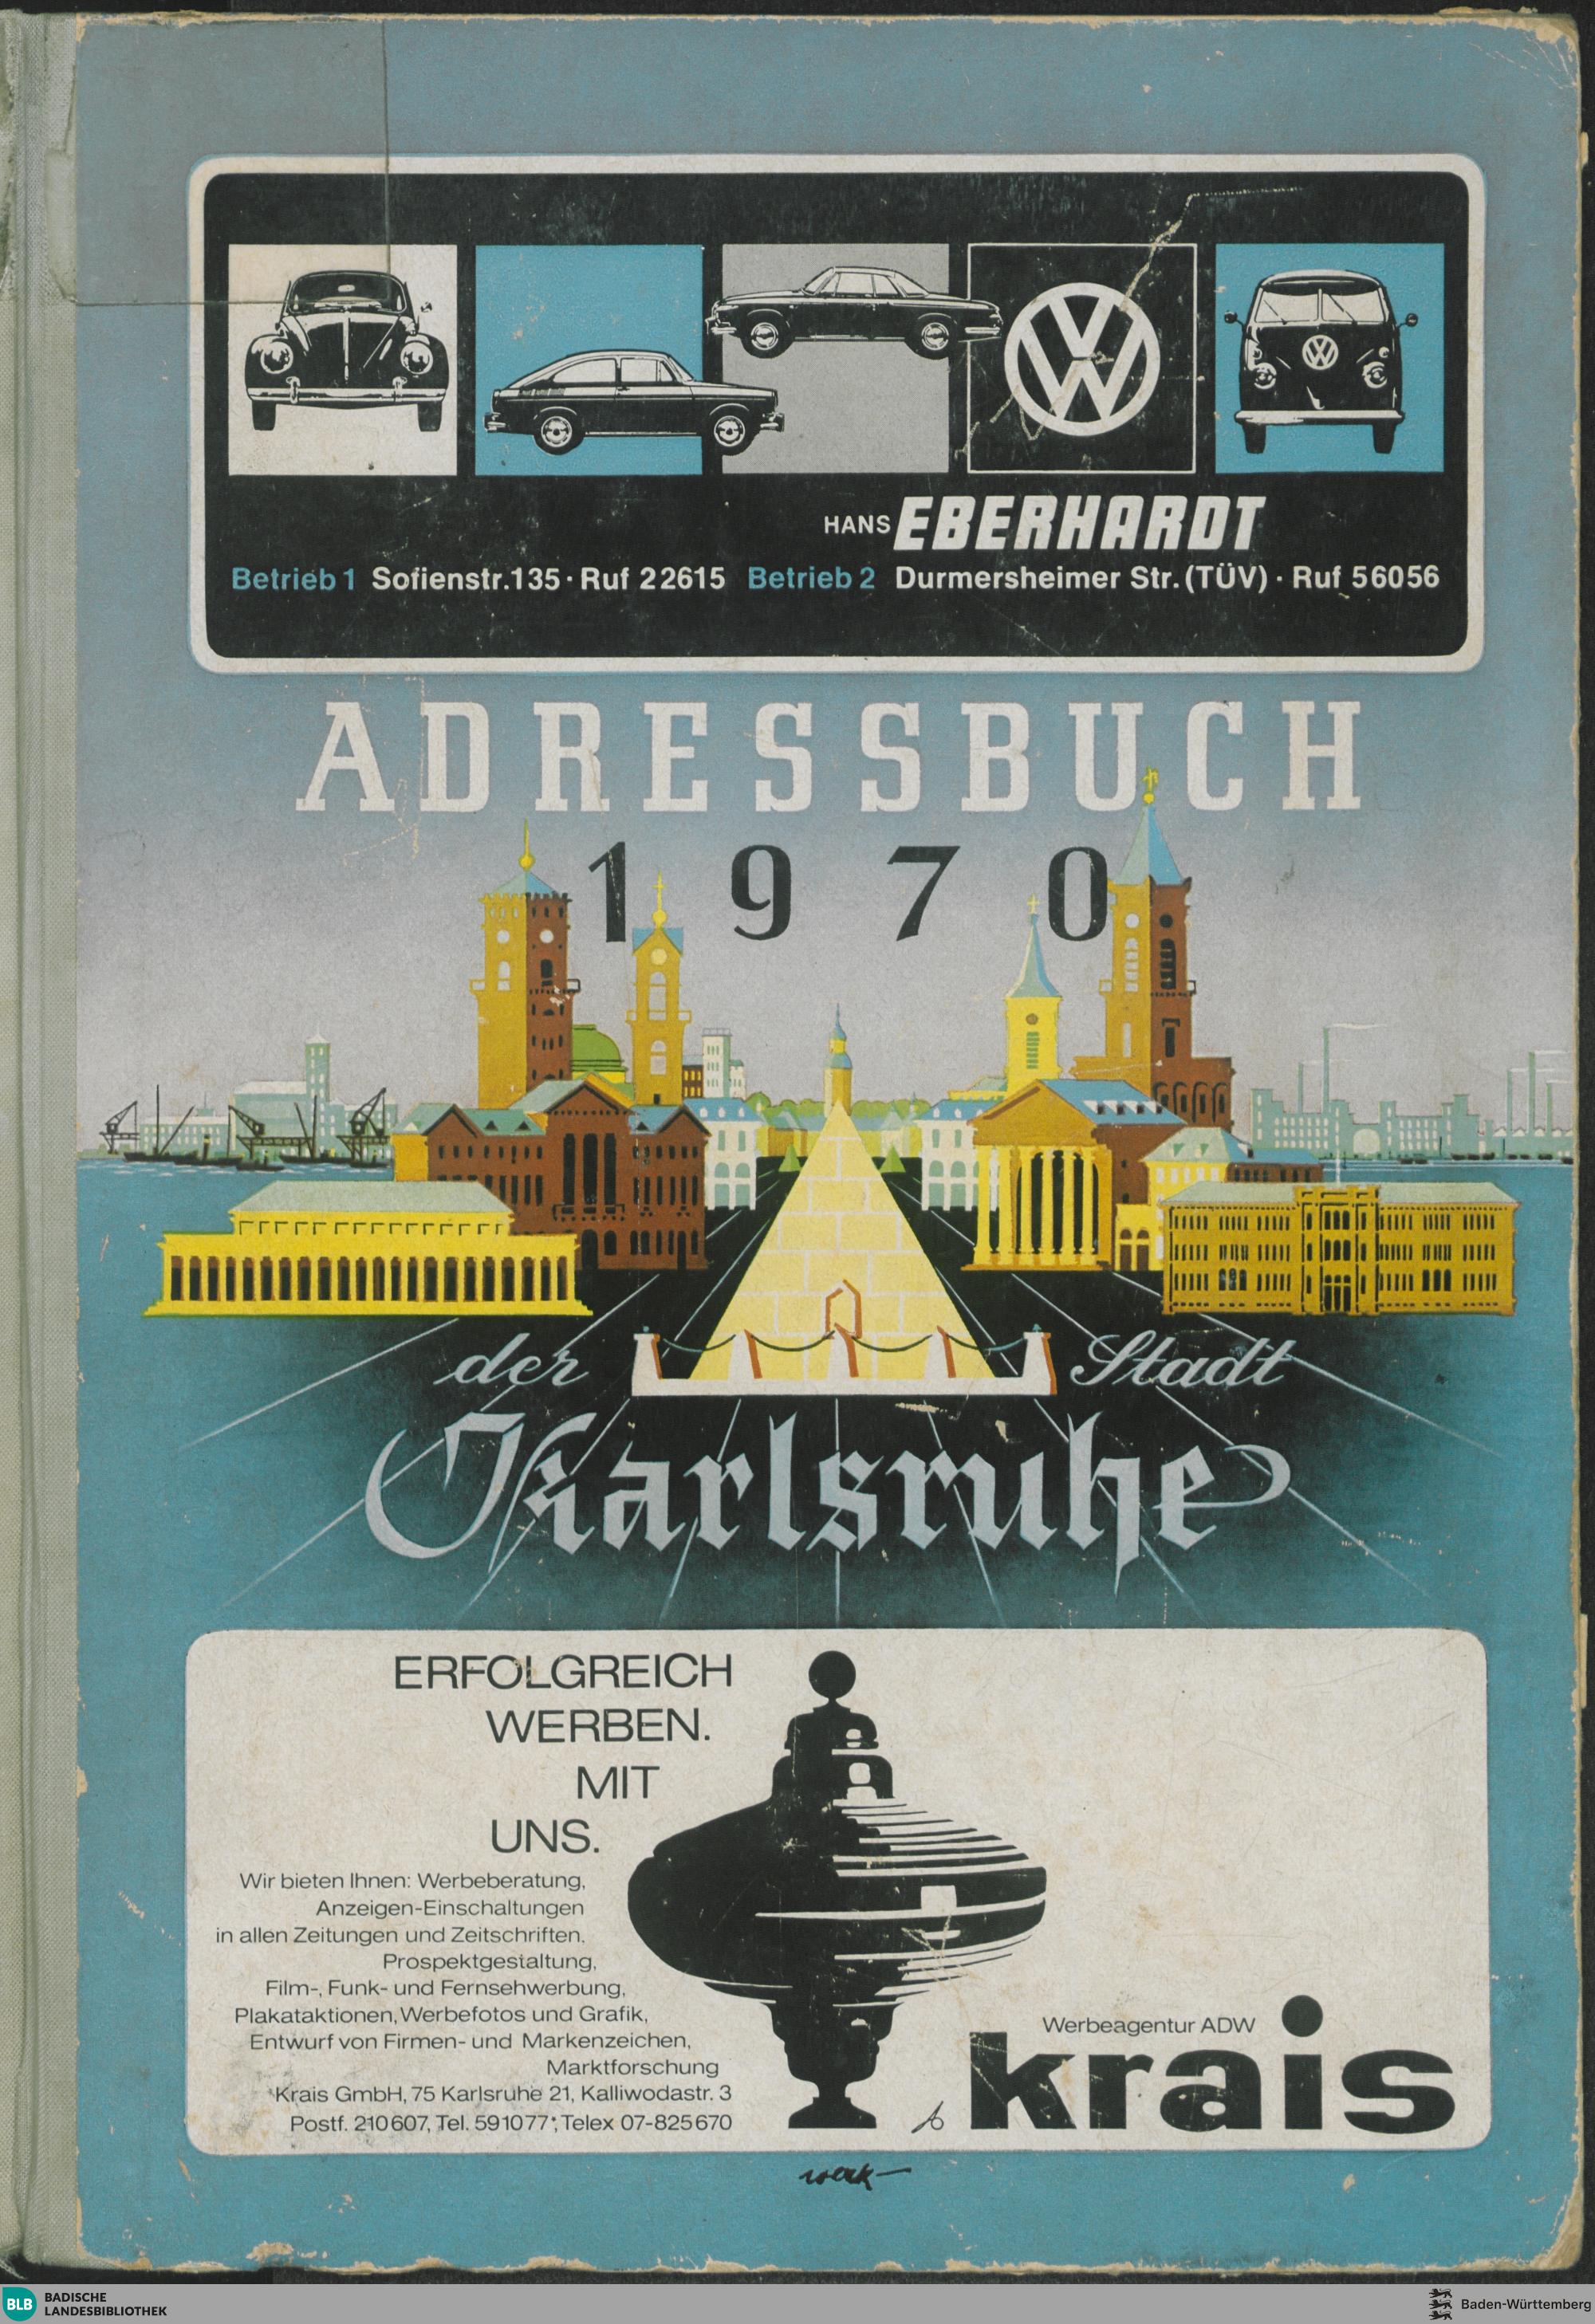 HANS EBERHARDT
Betrieb 1 Sofienstr.135 · Ruf 22615 Betrieb 2 Durmersheimer Str. (TÜV) · Ruf 56056
ADRESSBUCH
1970
der Stadt
Karlsruhe
ERFOLGREICH
WERBEN.
MIT
UNS.
Wir bieten Ihnen: Werbeberatung,
Anzeigen-Einschaltungen
in allen Zeitungen und Zeitschriften.
Prospektgestaltung,
Film-, Funk- und Fernsehwerbung,
Plakataktionen, Werbefotos und Grafik,
Entwurf von Firmen- und Markenzeichen,
Marktforschung
Krais GmbH, 75 Karlsruhe 21, Kalliwodastr. 3
Postf. 210607, Tel. 591077*; Telex 07-825670
Werbeagentur ADW
krais
BLB BADISCHE
LANDESBIBLIOTHEK
Baden-Württemberg